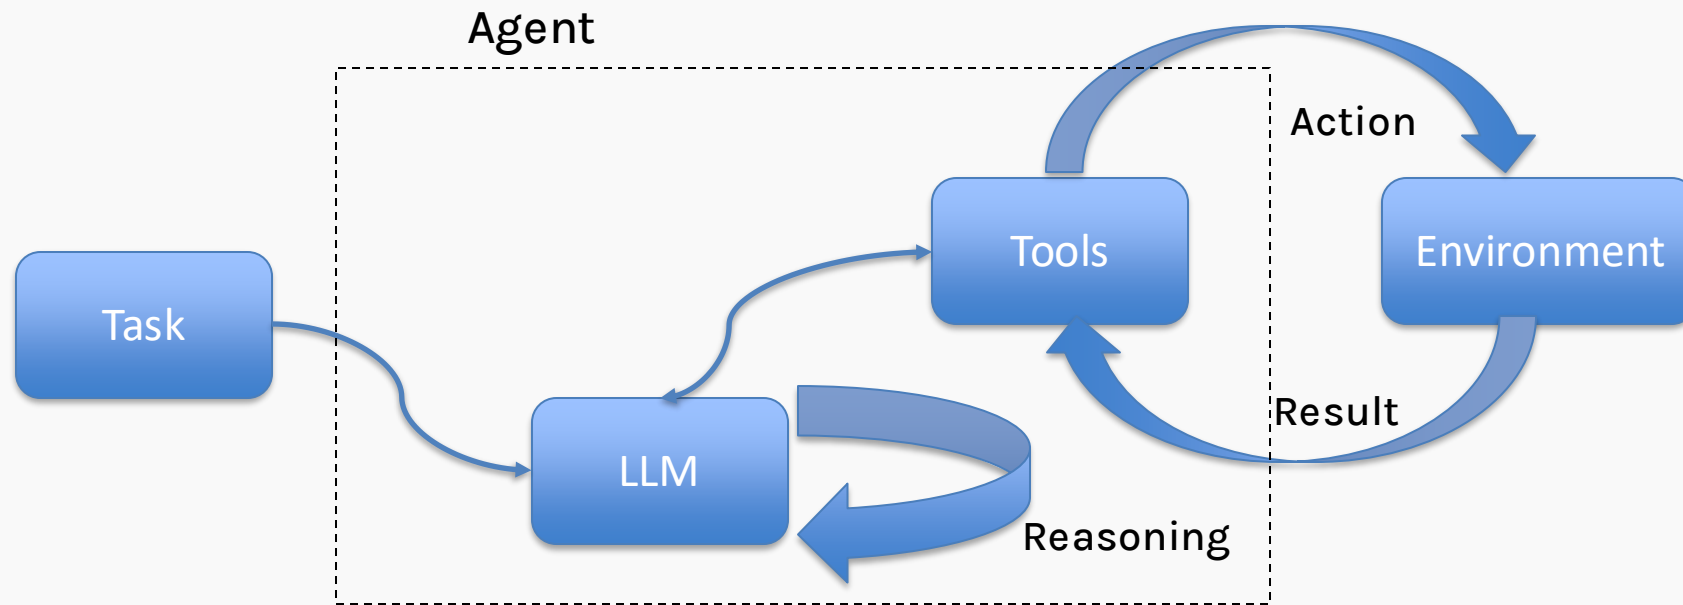 Agent
Action
Tools
Environment
Task
Result
LLM
Reasoning